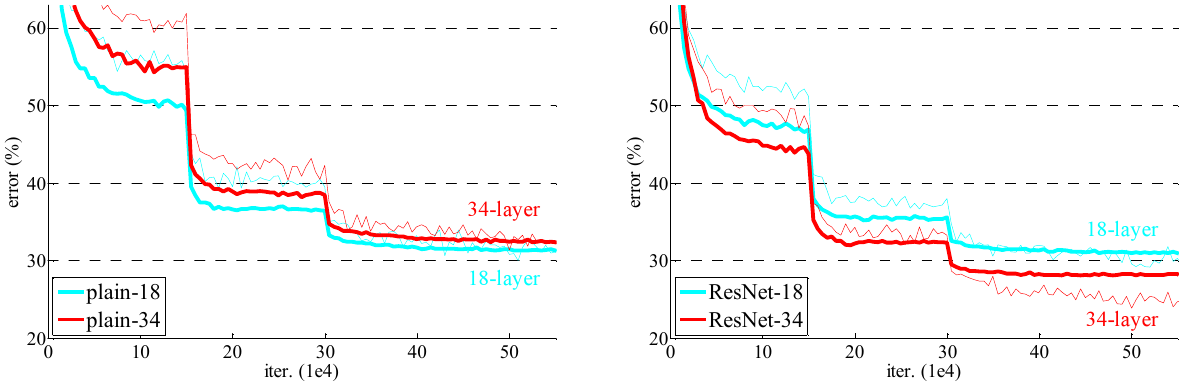 60
50
40
30
20
error (%)
34-layer
18-layer
plain-18
plain-34
0
10
20
30
40
50
iter. (1e4)
60
50
40
30
20
error (%)
18-layer
34-layer
ResNet-18
ResNet-34
0
10
20
30
40
50
iter. (1e4)